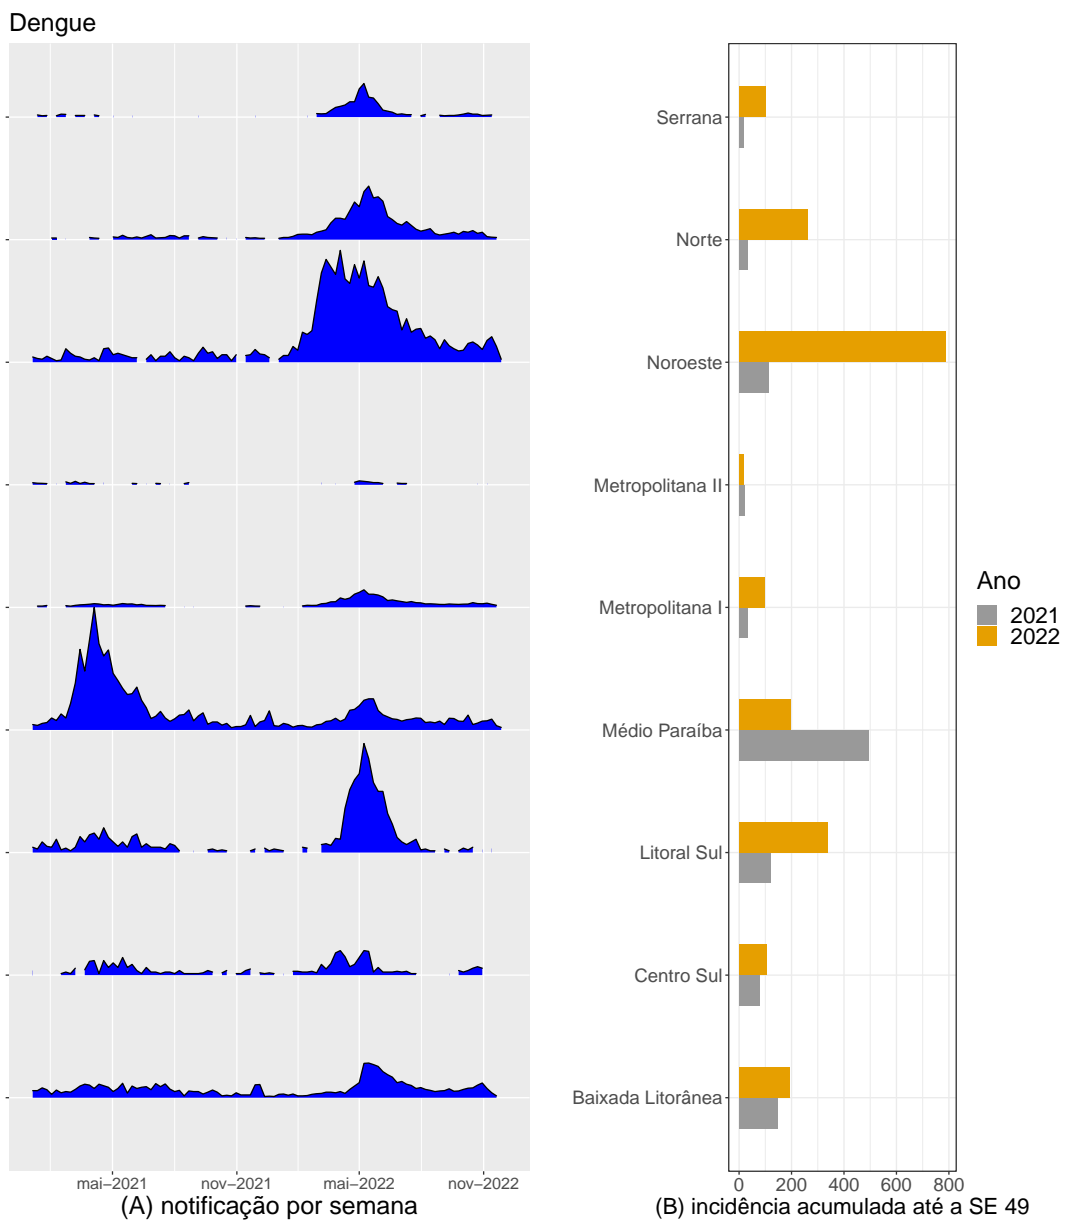 Dengue
Serrana
Norte
Noroeste
Metropolitana II
Metropolitana I
Médio Paraíba
Litoral Sul
Centro Sul
Baixada Litorânea
Ano
2021
2022
mai–2021 nov–2021 mai–2022 nov–2022
0 200 400 600 800
(A) notificação por semana
(B) incidência acumulada até a SE 49